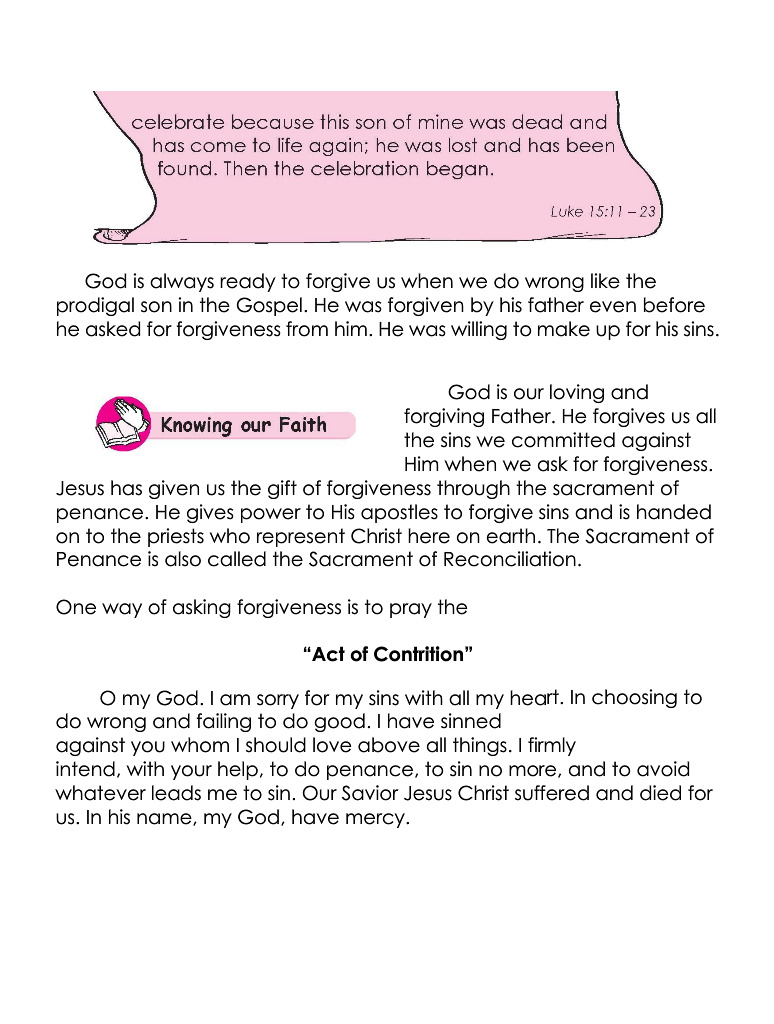 celebrate because this son of mine was dead and
has come to life again; he was lost and has been
found. Then the celebration began.
Luke 15:11 – 23
God is always ready to forgive us when we do wrong like the
prodigal son in the Gospel. He was forgiven by his father even before
he asked for forgiveness from him. He was willing to make up for his sins.
Knowing our Faith
God is our loving and
forgiving Father. He forgives us all
the sins we committed against
Him when we ask for forgiveness.
Jesus has given us the gift of forgiveness through the sacrament of
penance. He gives power to His apostles to forgive sins and is handed
on to the priests who represent Christ here on earth. The Sacrament of
Penance is also called the Sacrament of Reconciliation.
One way of asking forgiveness is to pray the
“Act of Contrition”
O my God. I am sorry for my sins with all my heart. In choosing to
do wrong and failing to do good. I have sinned
against you whom I should love above all things. I firmly
intend, with your help, to do penance, to sin no more, and to avoid
whatever leads me to sin. Our Savior Jesus Christ suffered and died for
us. In his name, my God, have mercy.